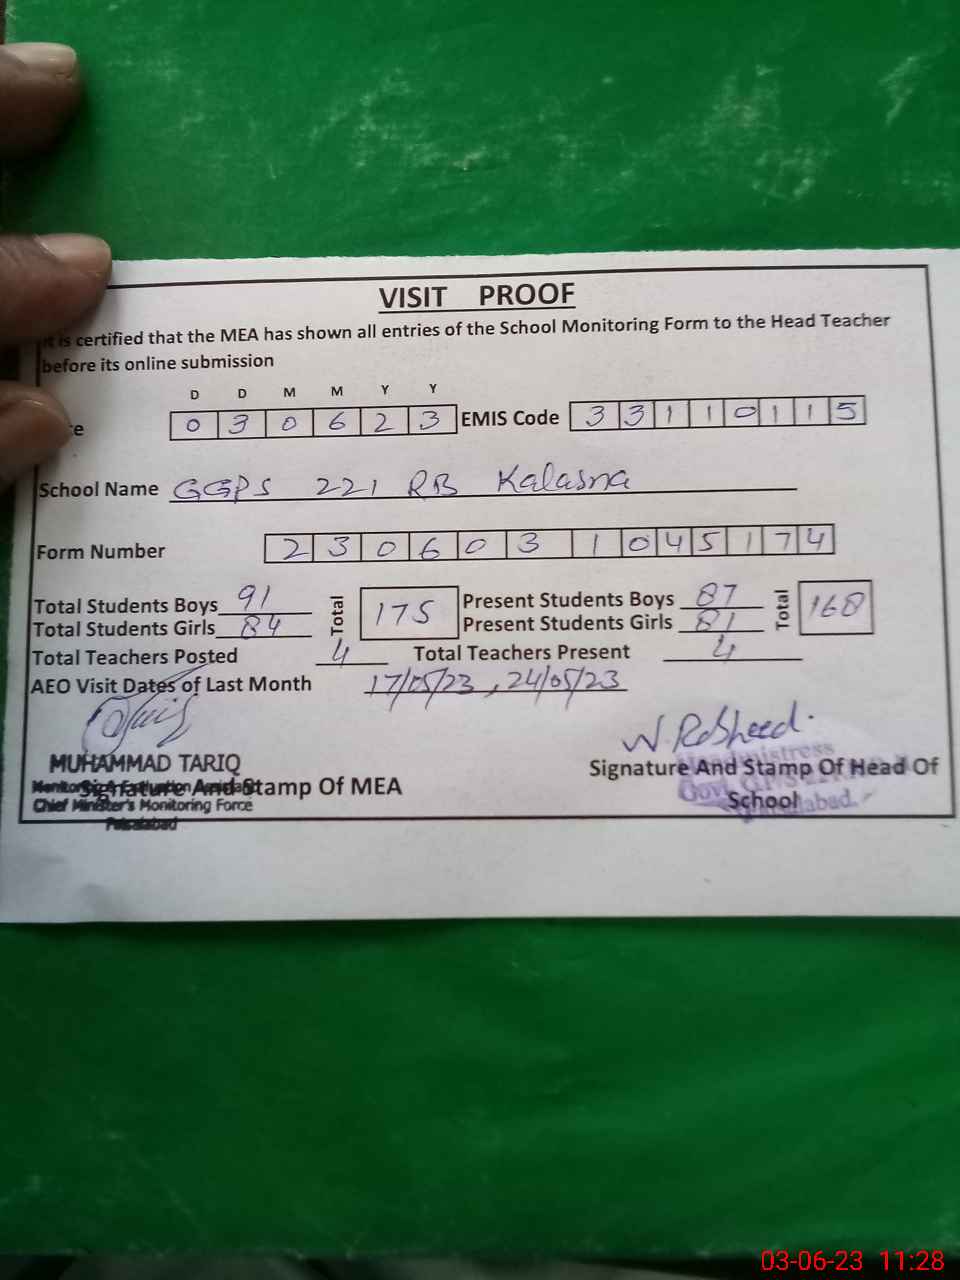 VISIT PROOF
It is certified that the MEA has shown all entries of the School Monitoring Form to the Head Teacher
before its online submission
D D M M Y Y
0 3 0 6 2 3 EMIS Code 3 3 1 1 0 1 1 5
School Name GGPS 221 RB Kalasna
Form Number 2 3 0 6 0 3 1 0 4 5 1 7 4
Total Students Boys 91 Total 175 Present Students Boys 87 Total 168
Total Students Girls 84 Present Students Girls 81
Total Teachers Posted 4 Total Teachers Present 4
AEO Visit Dates of Last Month 17/05/23, 24/05/23
W. Rasheed.
MUHAMMAD TARIQ
Signature And Stamp Of MEA
Monitoring & Evaluation Assistant
Chief Minister's Monitoring Force
Faisalabad
Signature And Stamp Of Head Of
School
Headmistress
Govt.
03-06-23 11:28